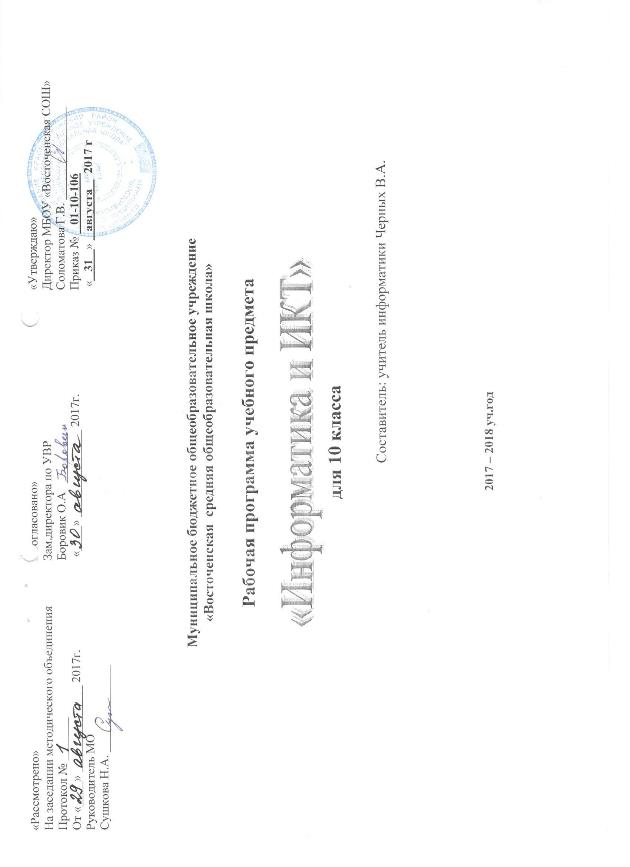 «Рассмотрено»
На заседании методического объединения
Протокол № 1
От « 29 » августа 2017г.
Руководитель МО
Сушкова Н.А.
огласовано»
Зам.директора по УВР
Боровик О.А
« 30 » августа 2017г.
«Утверждаю»
Директор МБОУ «Восточенская СОШ»
Соломатова Г.В.
Приказ № 01-10-106
« 31 » августа 2017 г
Муниципальное бюджетное общеобразовательное учреждение
«Восточенская средняя общеобразовательная школа»
Рабочая программа учебного предмета
«Информатика и ИКТ»
для 10 класса
Составитель: учитель информатики Черных В.А.
2017 – 2018 уч.год